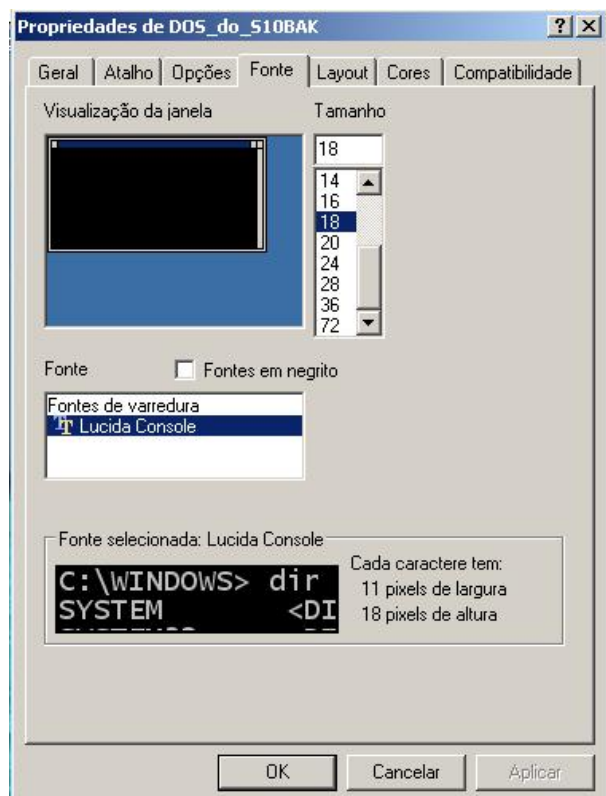 Propriedades de DOS_do_S10BAK
Geral Atalho Opções Fonte Layout Cores Compatibilidade
Visualização da janela Tamanho
18
14
16
18
20
24
28
36
72
Fonte Fontes em negrito
Fontes de varredura
Lucida Console
Fonte selecionada: Lucida Console
Cada caractere tem:
C:\WINDOWS> dir
11 pixels de largura
SYSTEM <DI
18 pixels de altura
OK Cancelar Aplicar